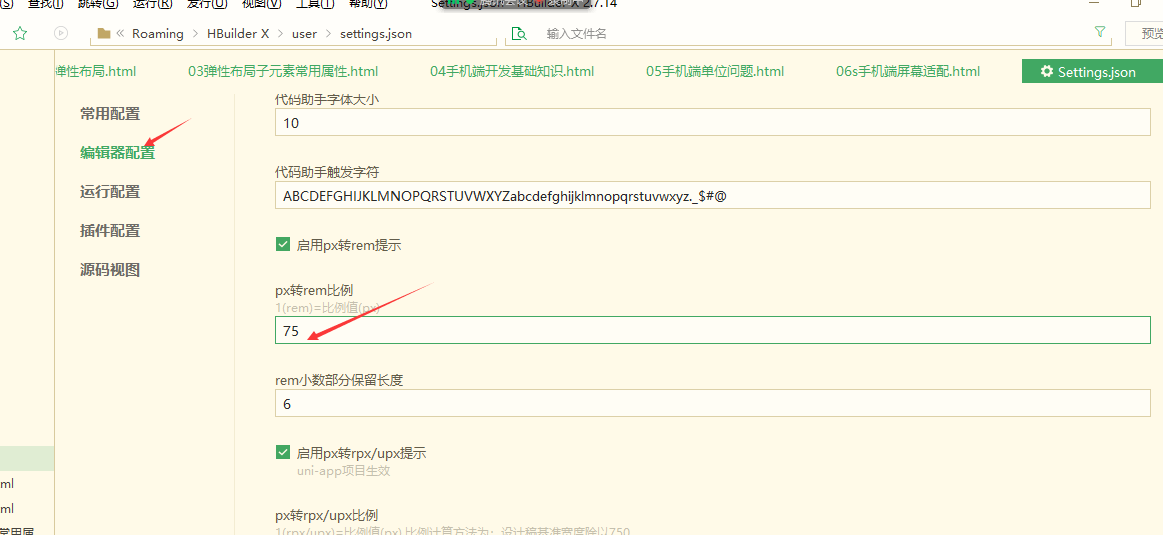 查找(I) 跳转(G) 运行(R) 发行(U) 视图(V) 工具(T) 帮助(Y)
Roaming > HBuilder X > user > settings.json
输入文件名
预览
弹性布局.html
03弹性布局子元素常用属性.html
04手机端开发基础知识.html
05手机端单位问题.html
06s手机端屏幕适配.html
Settings.json
常用配置
编辑器配置
运行配置
插件配置
源码视图
代码助手字体大小
10
代码助手触发字符
ABCDEFGHIJKLMNOPQRSTUVWXYZabcdefghijklmnopqrstuvwxyz._$#@
启用px转rem提示
px转rem比例
1(rem)=比例值(px)
75
rem小数部分保留长度
6
启用px转rpx/upx提示
uni-app项目生效
px转rpx/upx比例
1(rpx/upx)=比例值(px) 比例计算方法为：设计稿基准宽度除以750
ml
ml
常用属